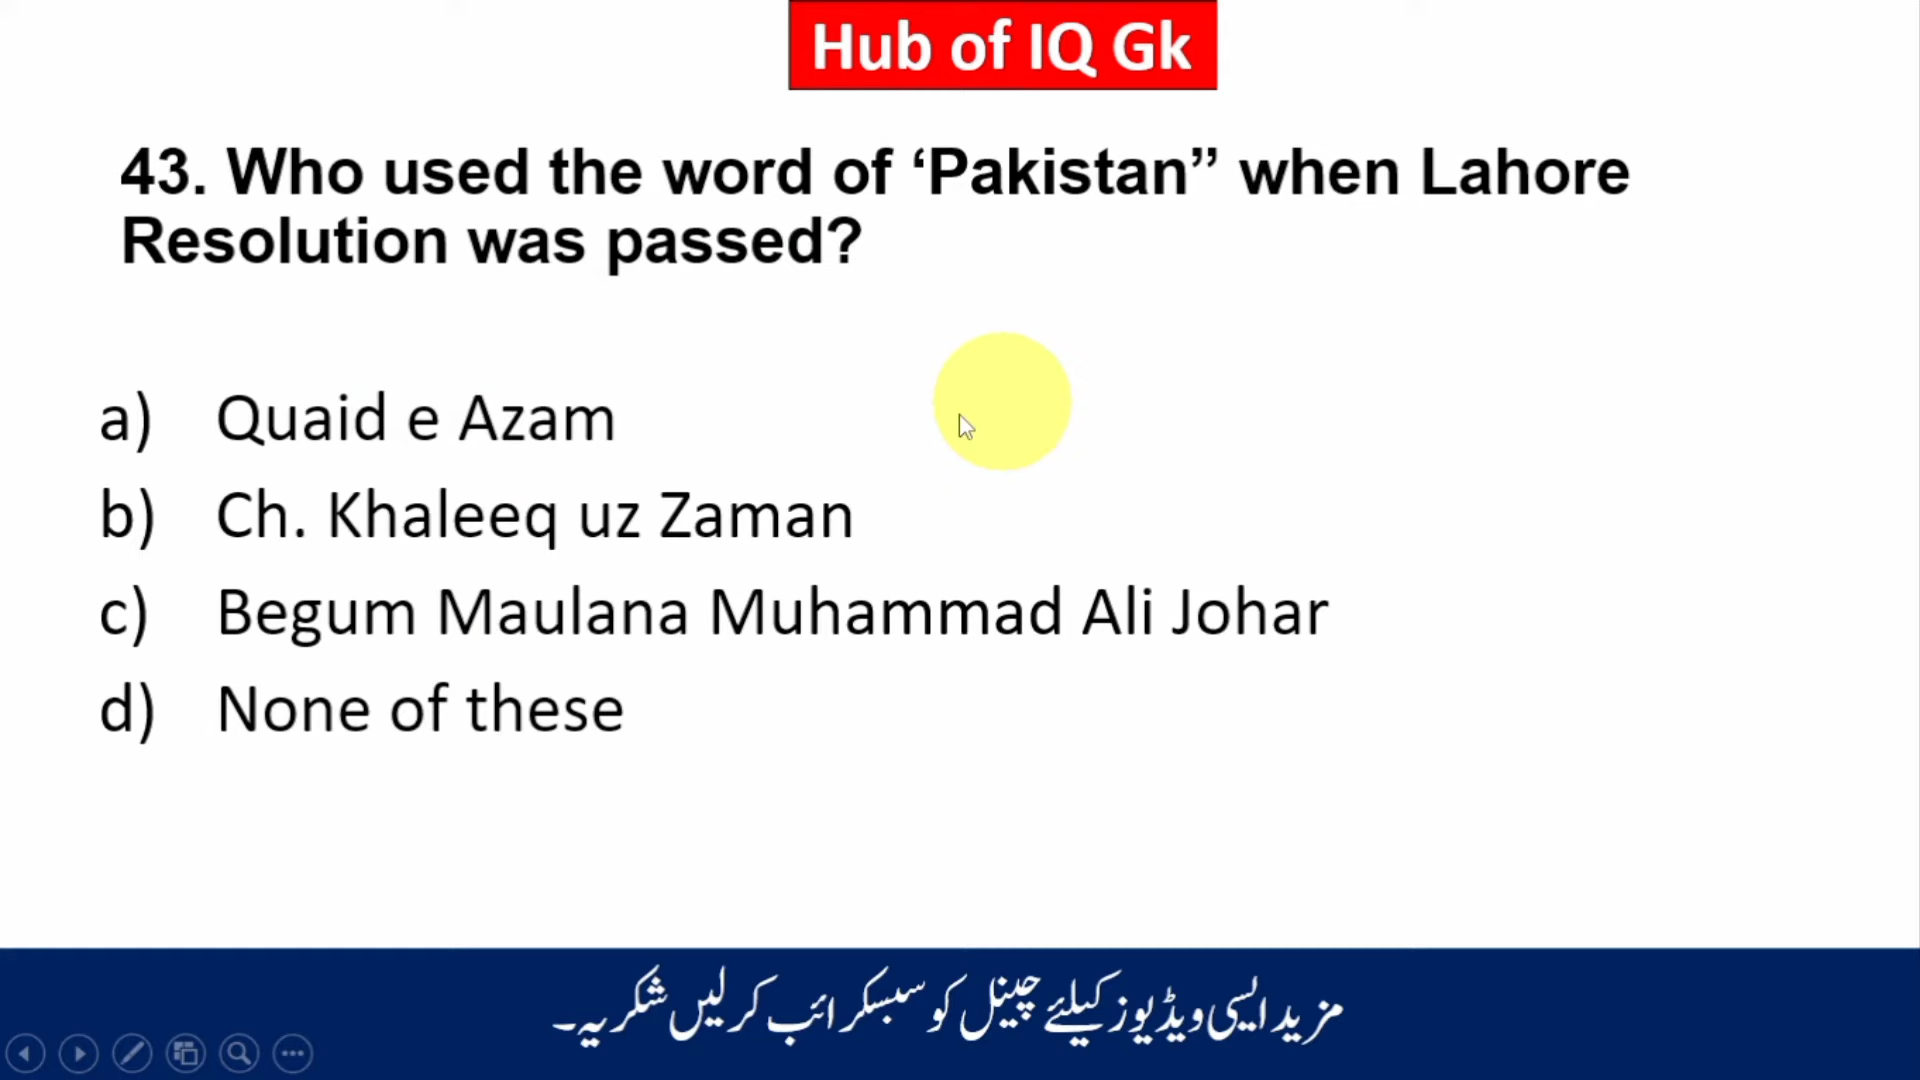 Hub of IQ Gk
43. Who used the word of ‘Pakistan” when Lahore
Resolution was passed?
a) Quaid e Azam
b) Ch. Khaleeq uz Zaman
c) Begum Maulana Muhammad Ali Johar
d) None of these
مزید ایسی ویڈیوز کیلئے چینل کو سبسکرائب کر لیں شکریہ۔